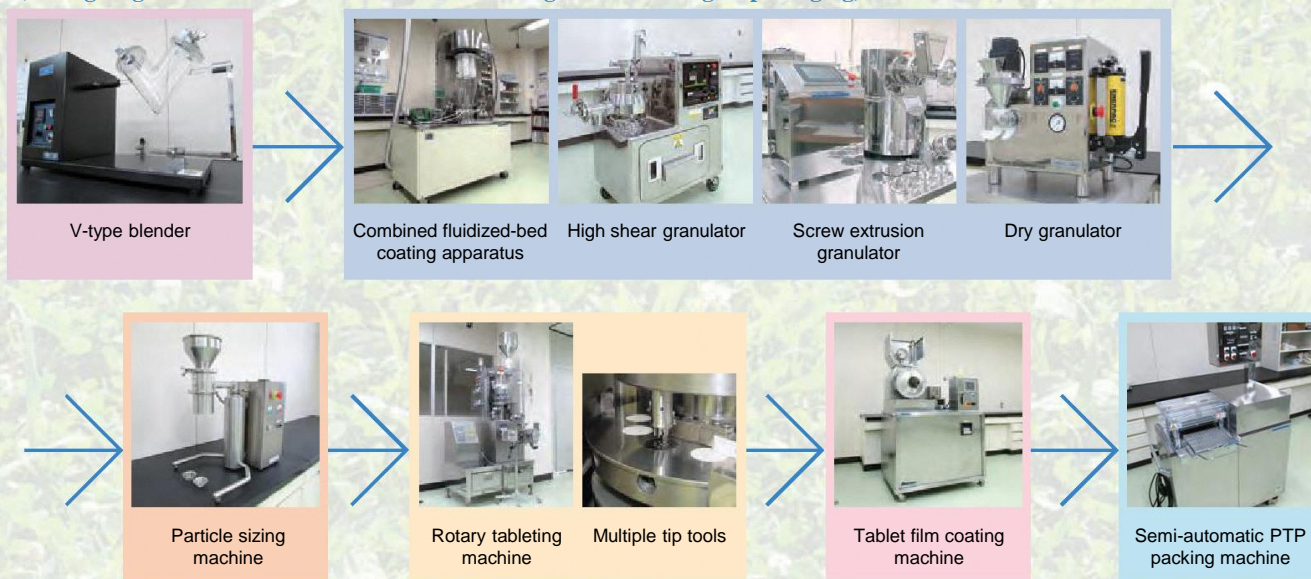 V-type blender
Combined fluidized-bed
coating apparatus
High shear granulator
Screw extrusion
granulator
Dry granulator
Particle sizing
machine
Rotary tableting
machine
Multiple tip tools
Tablet film coating
machine
Semi-automatic PTP
packing machine